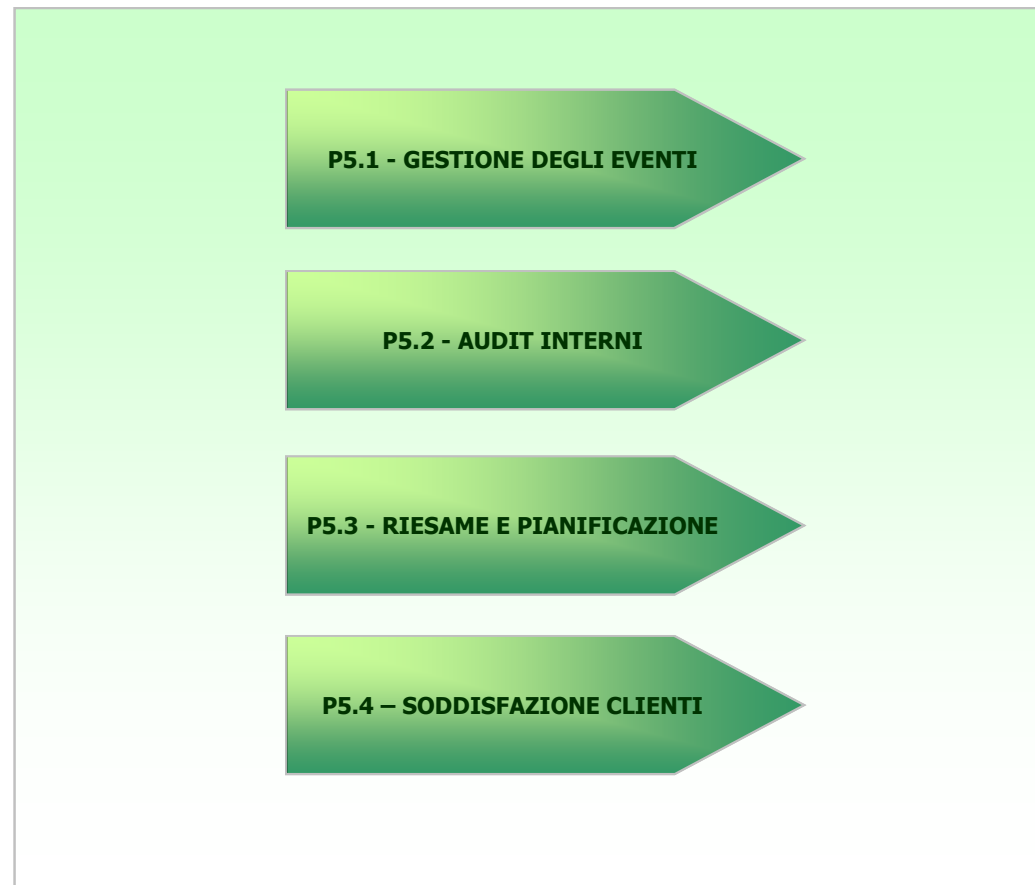 P5.1 - GESTIONE DEGLI EVENTI
P5.2 - AUDIT INTERNI
P5.3 - RIESAME E PIANIFICAZIONE
P5.4 – SODDISFAZIONE CLIENTI